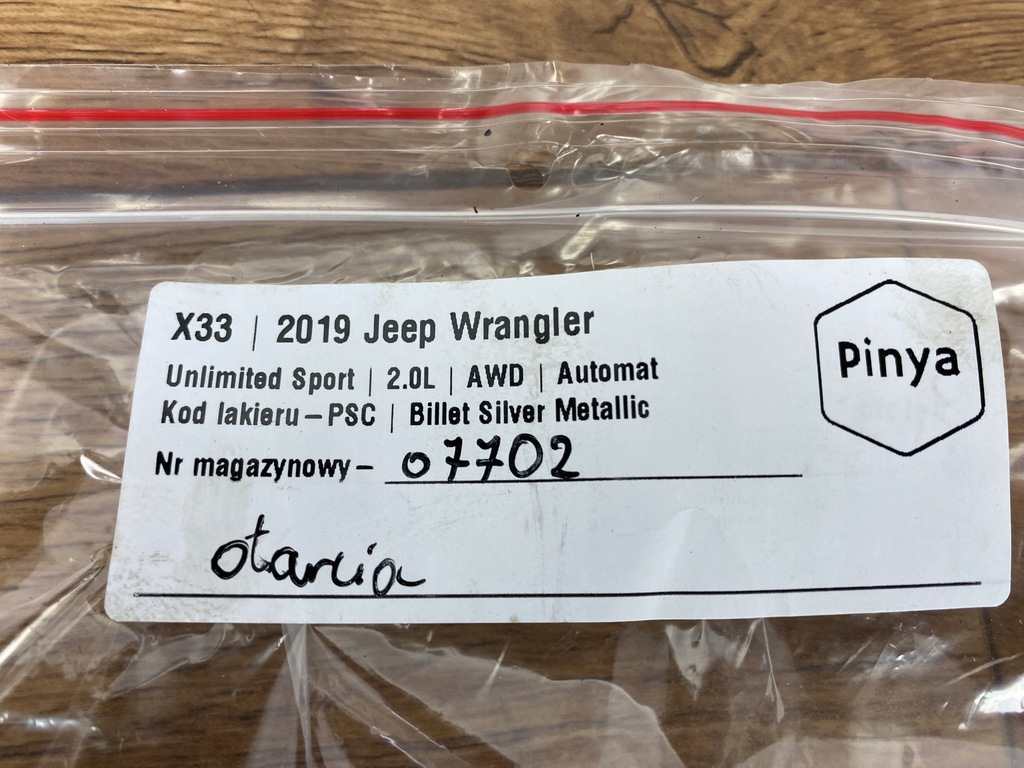 X33 | 2019 Jeep Wrangler
Unlimited Sport | 2.0L | AWD | Automat
Kod lakieru – PSC | Billet Silver Metallic
Nr magazynowy – 07702
otarcia
Pinya